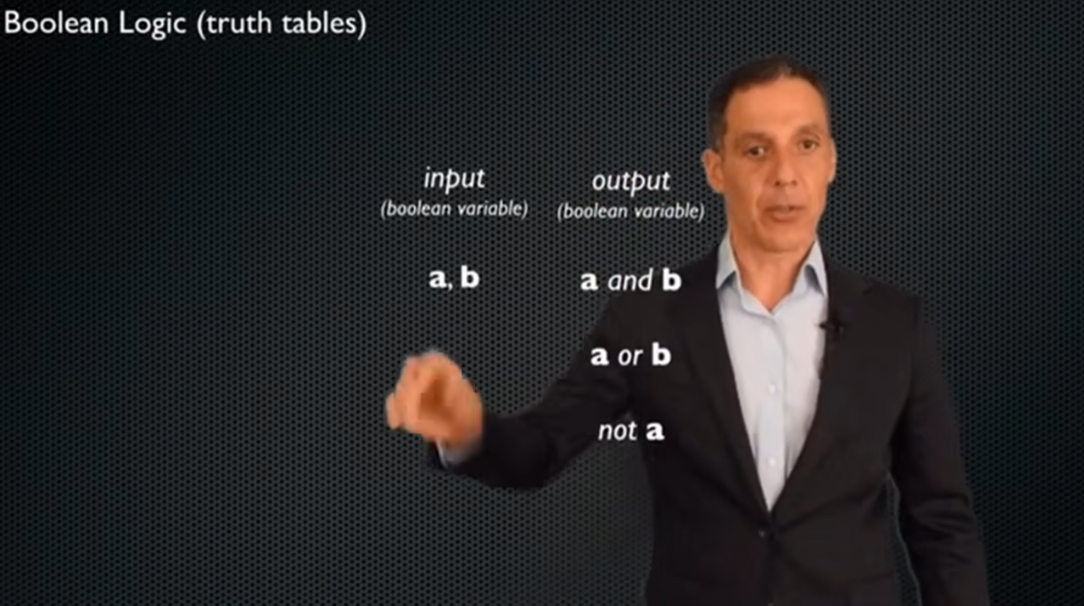 Boolean Logic (truth tables)
input output
(boolean variable) (boolean variable)
a, b a and b
a or b
not a